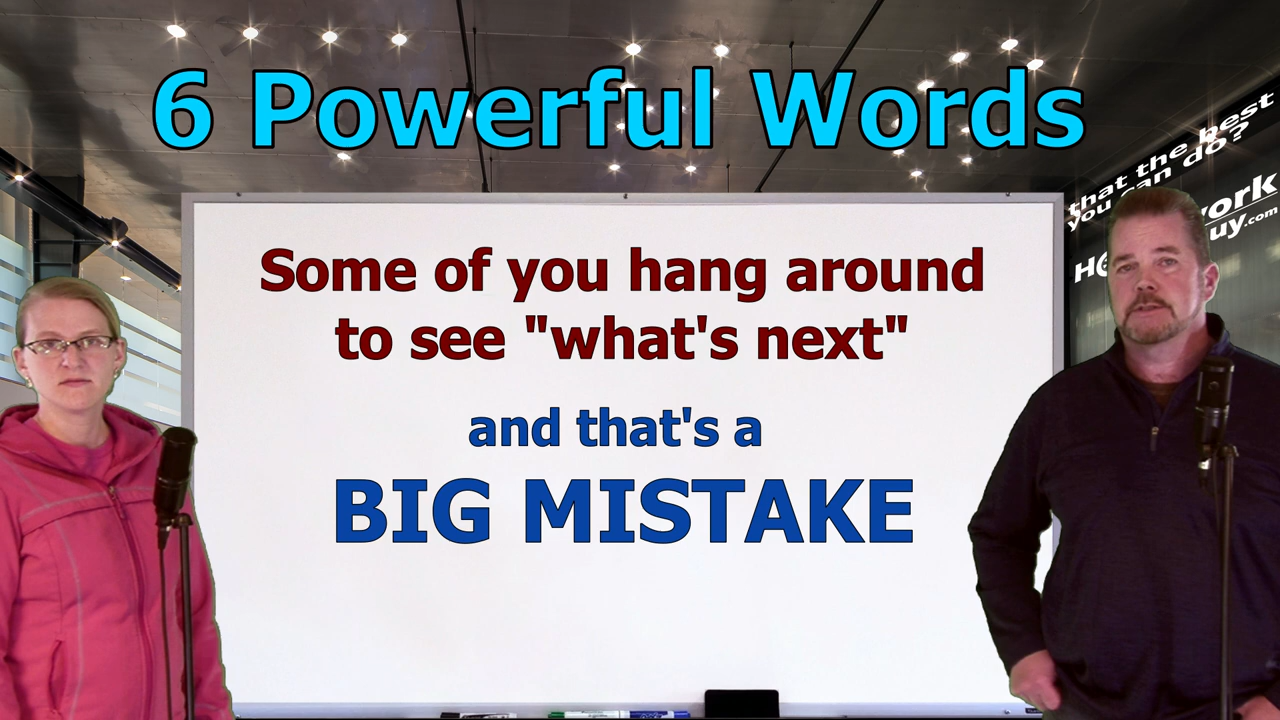 6 Powerful Words
that the best
you can do?
Some of you hang around
to see "what's next"
and that's a
BIG MISTAKE